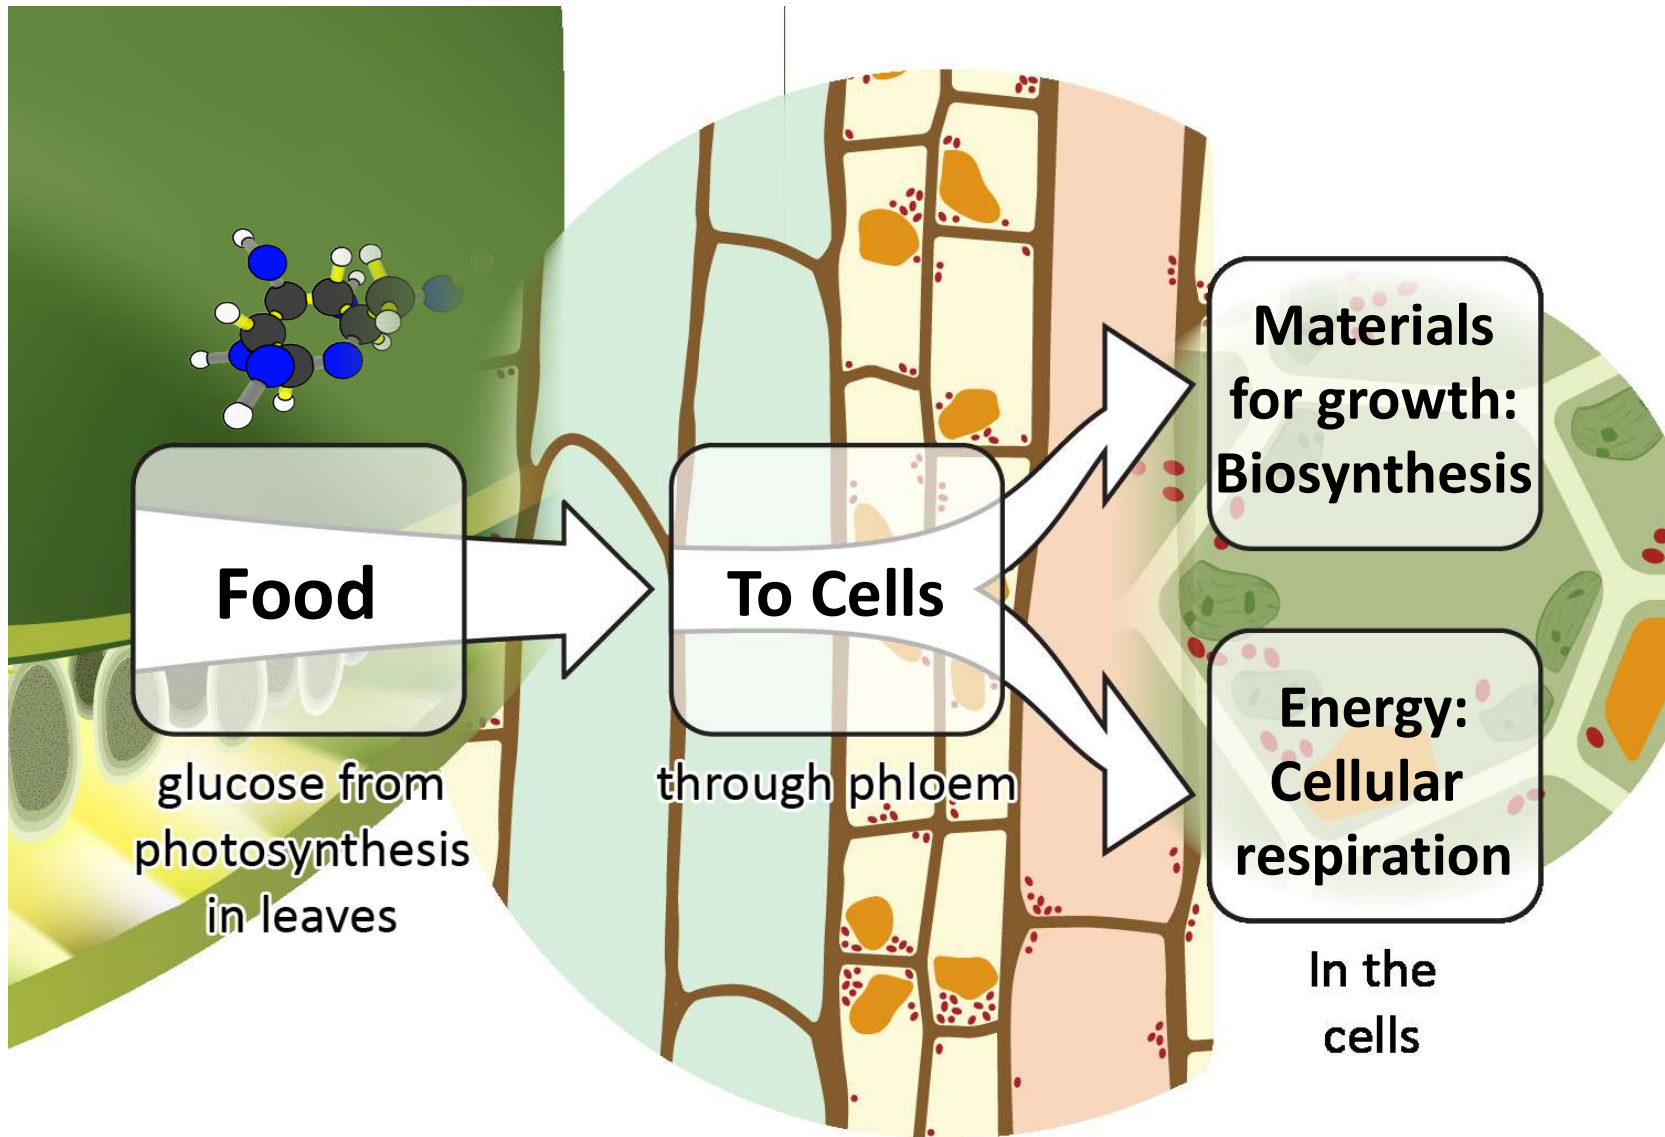 Food
glucose from
photosynthesis
in leaves
To Cells
through phloem
Materials
for growth:
Biosynthesis
Energy:
Cellular
respiration
In the
cells